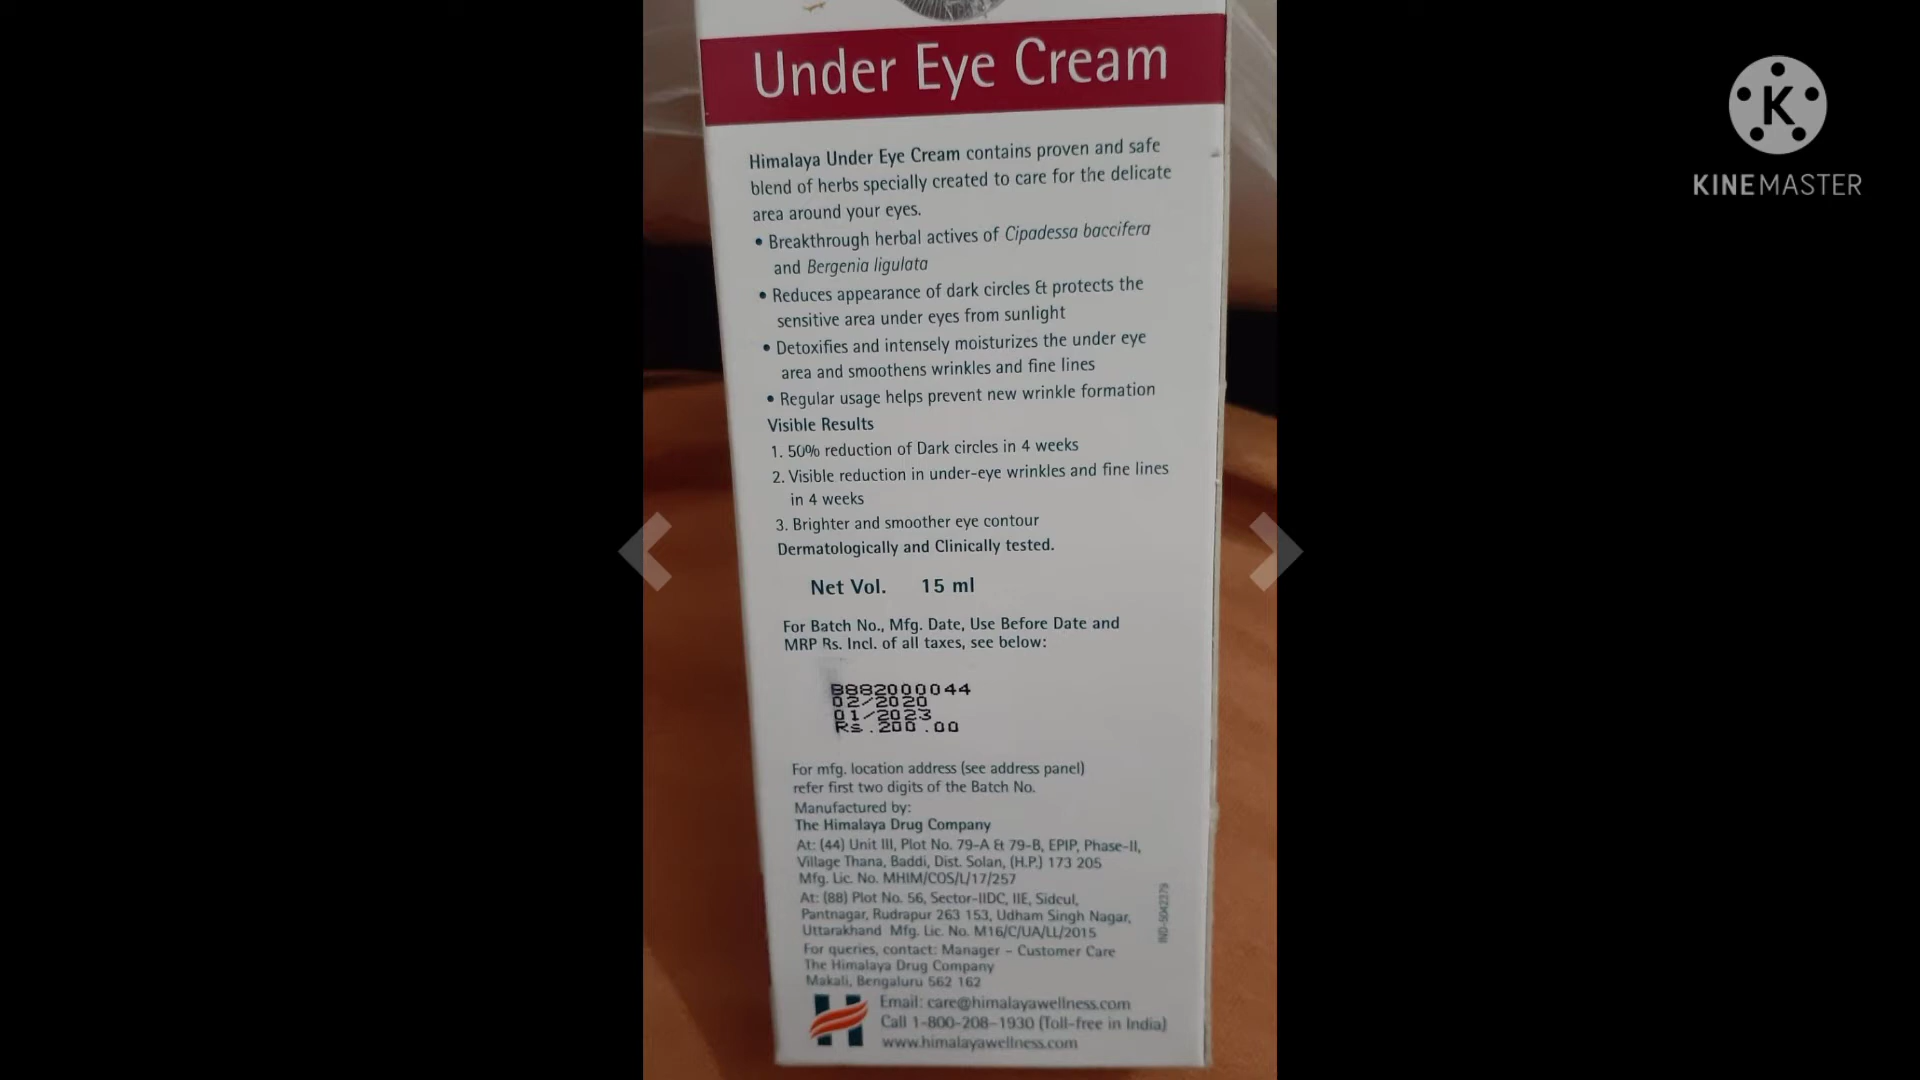 Under Eye Cream
Himalaya Under Eye Cream contains proven and safe
blend of herbs specially created to care for the delicate
area around your eyes.
• Breakthrough herbal actives of Cipadessa baccifera
and Bergenia ligulata
• Reduces appearance of dark circles & protects the
sensitive area under eyes from sunlight
• Detoxifies and intensely moisturizes the under eye
area and smoothens wrinkles and fine lines
• Regular usage helps prevent new wrinkle formation
Visible Results
1. 50% reduction of Dark circles in 4 weeks
2. Visible reduction in under-eye wrinkles and fine lines
in 4 weeks
3. Brighter and smoother eye contour
Dermatologically and Clinically tested.
Net Vol. 15 ml
For Batch No., Mfg. Date, Use Before Date and
MRP Rs. Incl. of all taxes, see below:
B882000044
02/2020
01/2023
Rs.200.00
For mfg. location address (see address panel)
refer first two digits of the Batch No.
Manufactured by:
The Himalaya Drug Company
At: (44) Unit III, Plot No. 79-A & 79-B, EPIP, Phase-II,
Village Thana, Baddi, Dist. Solan, (H.P.) 173 205
Mfg. Lic. No. MHIM/COS/L/17/257
At: (88) Plot No. 56, Sector-IIDC, IIE, Sidcul,
Pantnagar, Rudrapur 263 153, Udham Singh Nagar,
Uttarakhand Mfg. Lic. No. M16/C/UA/LL/2015
For queries, contact: Manager – Customer Care
The Himalaya Drug Company
Makali, Bengaluru 562 162
Email: care@himalayawellness.com
Call 1-800-208-1930 (Toll-free in India)
www.himalayawellness.com
IND-5042379
K
KINEMASTER